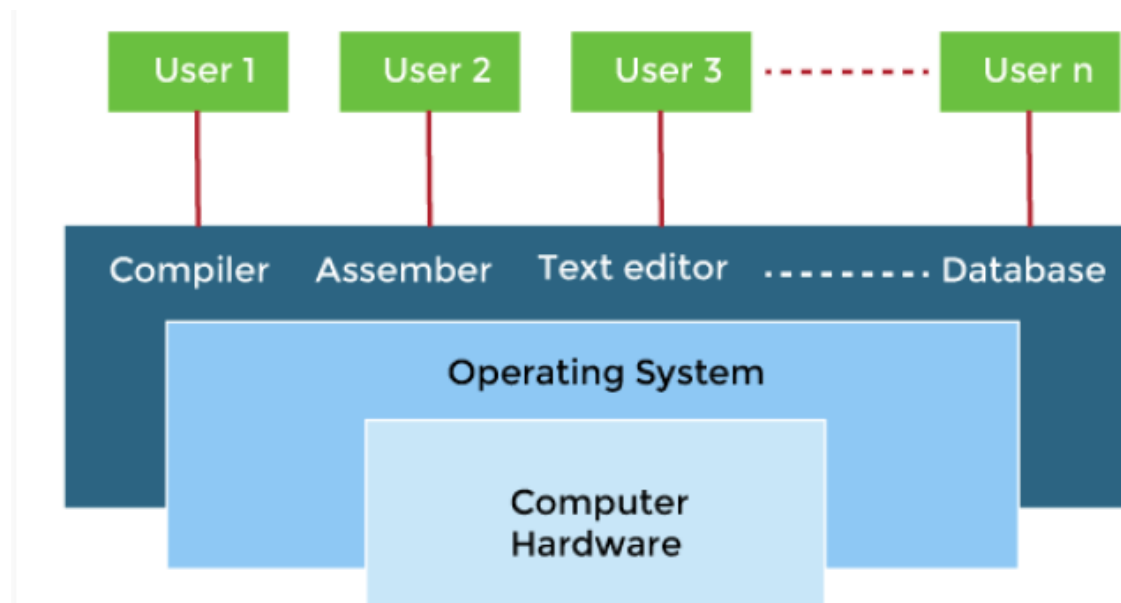 User 1 User 2 User 3 User n
Compiler Assember Text editor Database
Operating System
Computer
Hardware